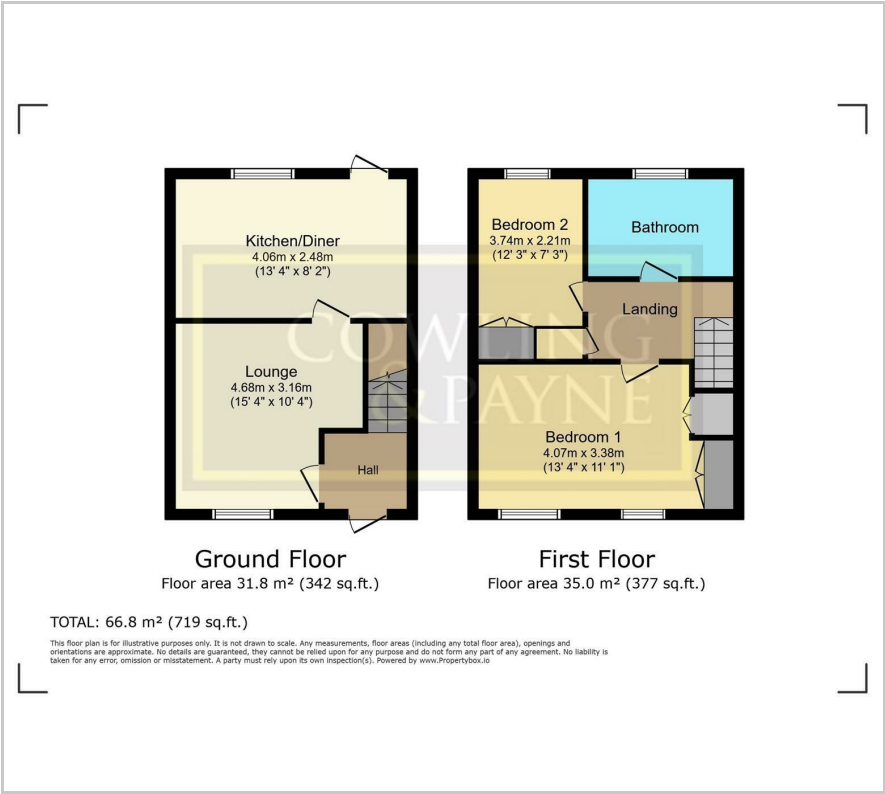 Kitchen/Diner
4.06m x 2.48m
(13' 4" x 8' 2")
Lounge
4.68m x 3.16m
(15' 4" x 10' 4")
Hall
Bedroom 2
3.74m x 2.21m
(12' 3" x 7' 3")
Bathroom
Landing
Bedroom 1
4.07m x 3.38m
(13' 4" x 11' 1")
COWLING
& PAYNE
Ground Floor
Floor area 31.8 m² (342 sq.ft.)
First Floor
Floor area 35.0 m² (377 sq.ft.)
TOTAL: 66.8 m² (719 sq.ft.)
This floor plan is for illustrative purposes only. It is not drawn to scale. Any measurements, floor areas (including any total floor area), openings and
orientations are approximate. No details are guaranteed, they cannot be relied upon for any purpose and do not form any part of any agreement. No liability is
taken for any error, omission or misstatement. A party must rely upon its own inspection(s). Powered by www.Propertybox.io